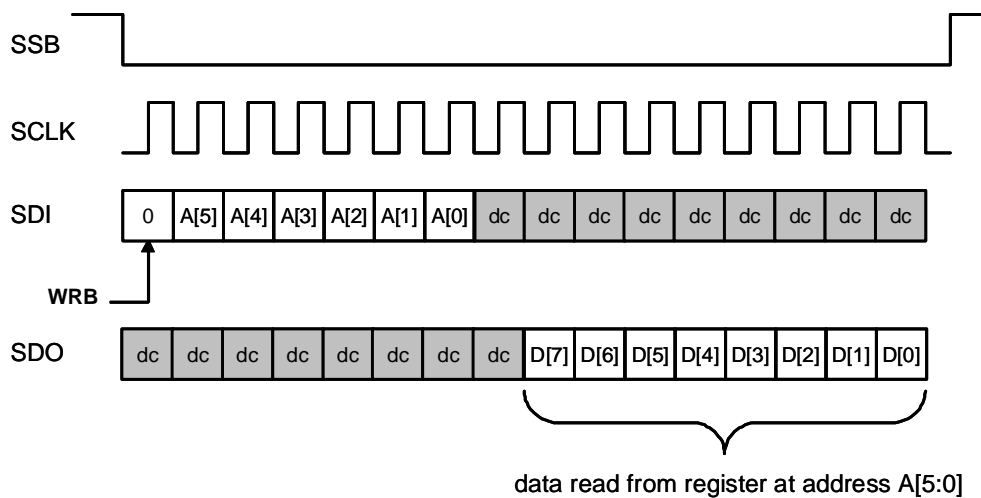 SSB
SCLK
SDI 0 A[5] A[4] A[3] A[2] A[1] A[0] dc dc dc dc dc dc dc dc dc
WRB
SDO dc dc dc dc dc dc dc dc D[7] D[6] D[5] D[4] D[3] D[2] D[1] D[0]
data read from register at address A[5:0]